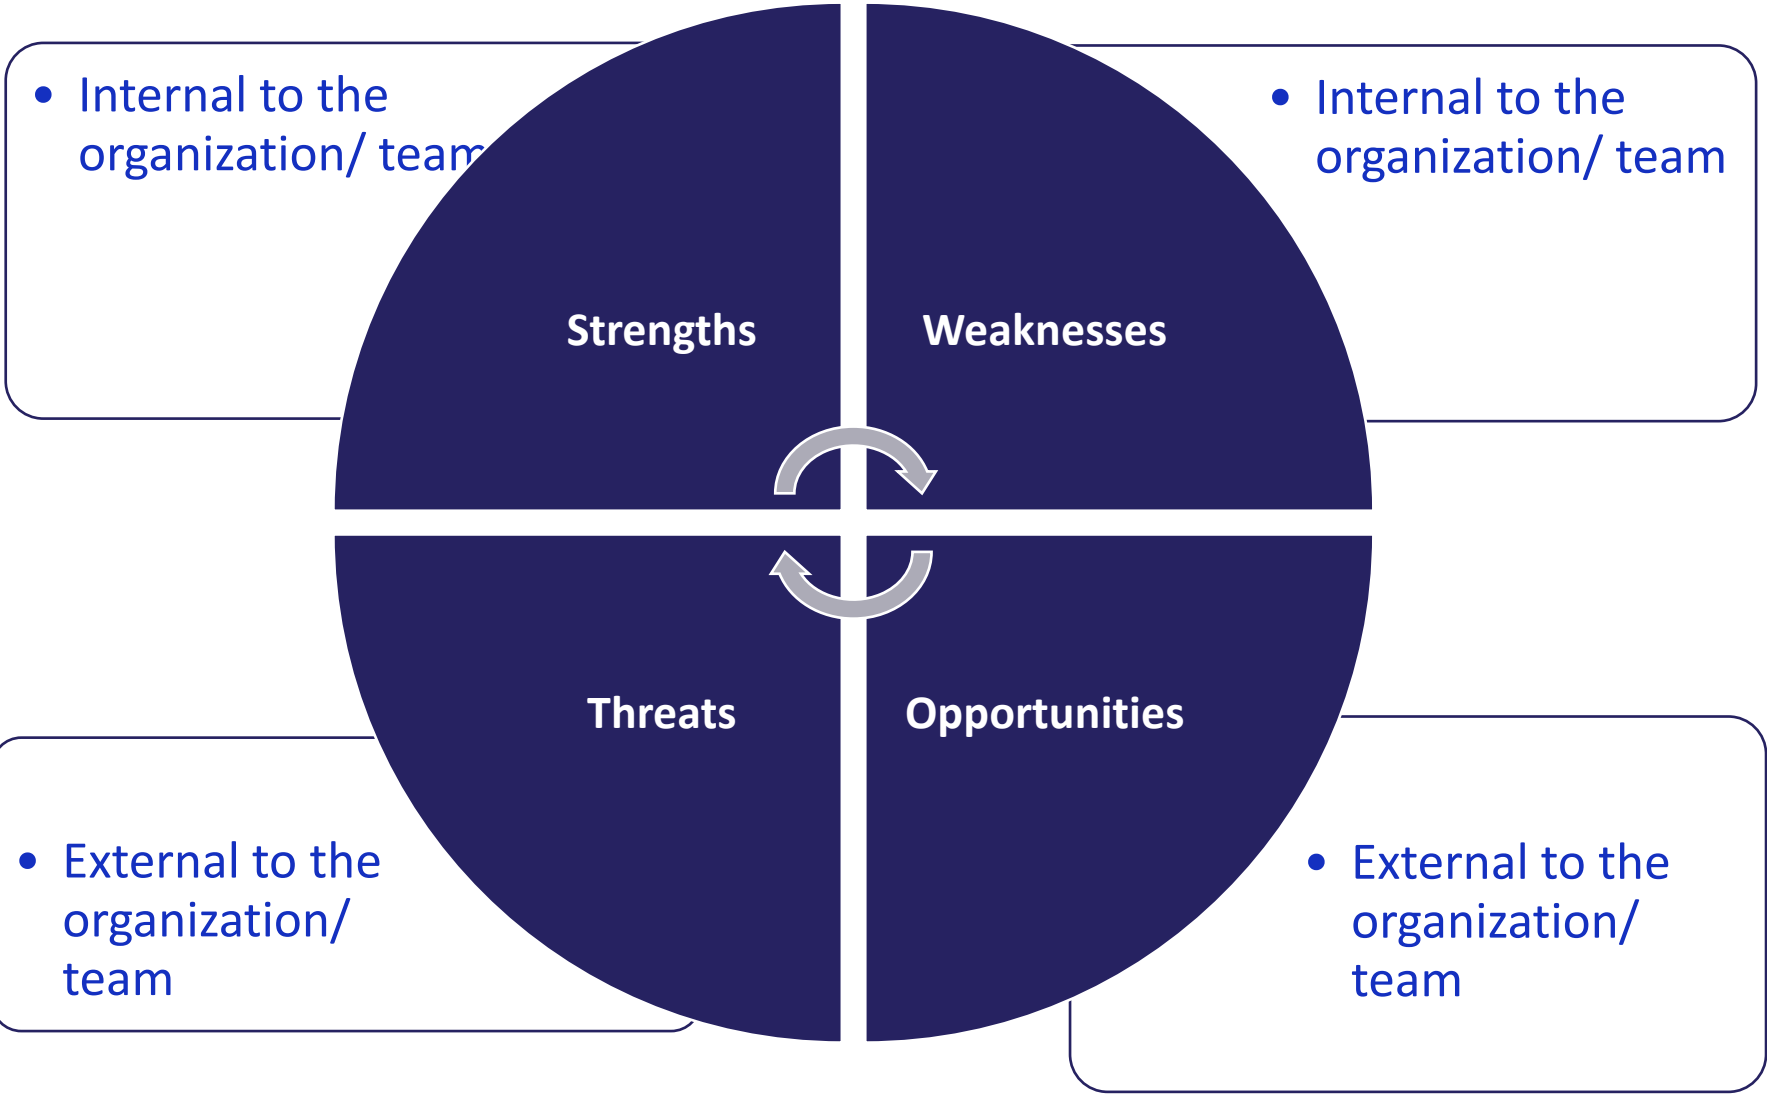 • Internal to the
organization/ team
• Internal to the
organization/ team
Strengths
Weaknesses
Threats
Opportunities
• External to the
organization/
team
• External to the
organization/
team